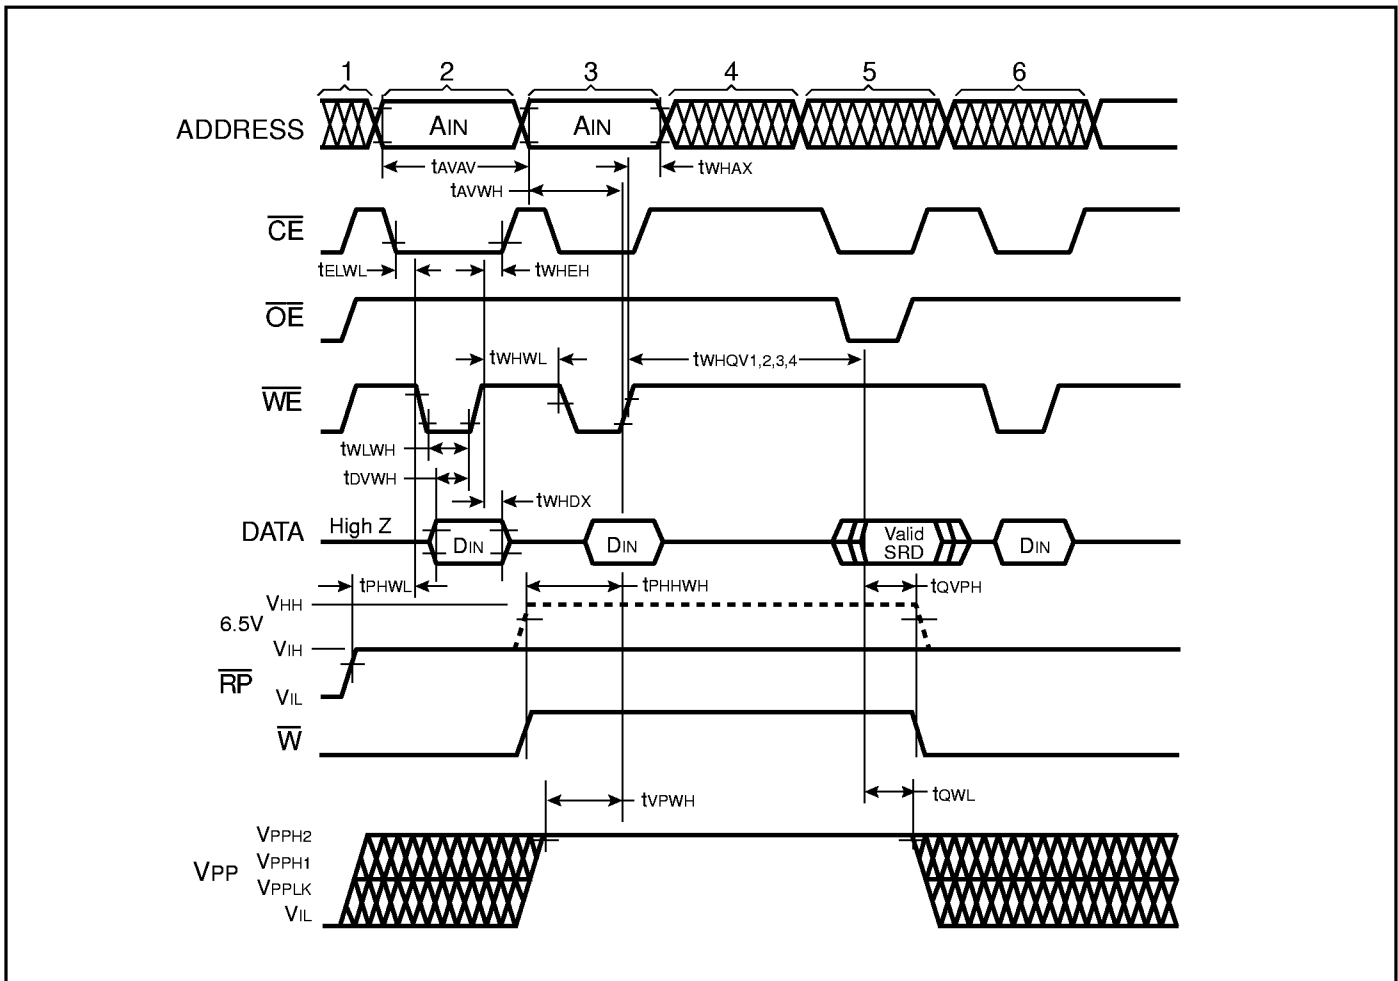 1 2 3 4 5 6
ADDRESS AIN AIN
tAVAV tWHAX
tAVWH
CE
tELWL tWHEH
OE
tWHWL tWHQV1,2,3,4
WE
tWLWH
tDVWH
tWHDX
DATA High Z DIN DIN Valid SRD DIN
tPHWL tPHHWH tQVPH
VHH
6.5V
VIH
RP
VIL
W
tVPWH tQWL
VPPH2
VPPH1
VPP
VPPLK
VIL